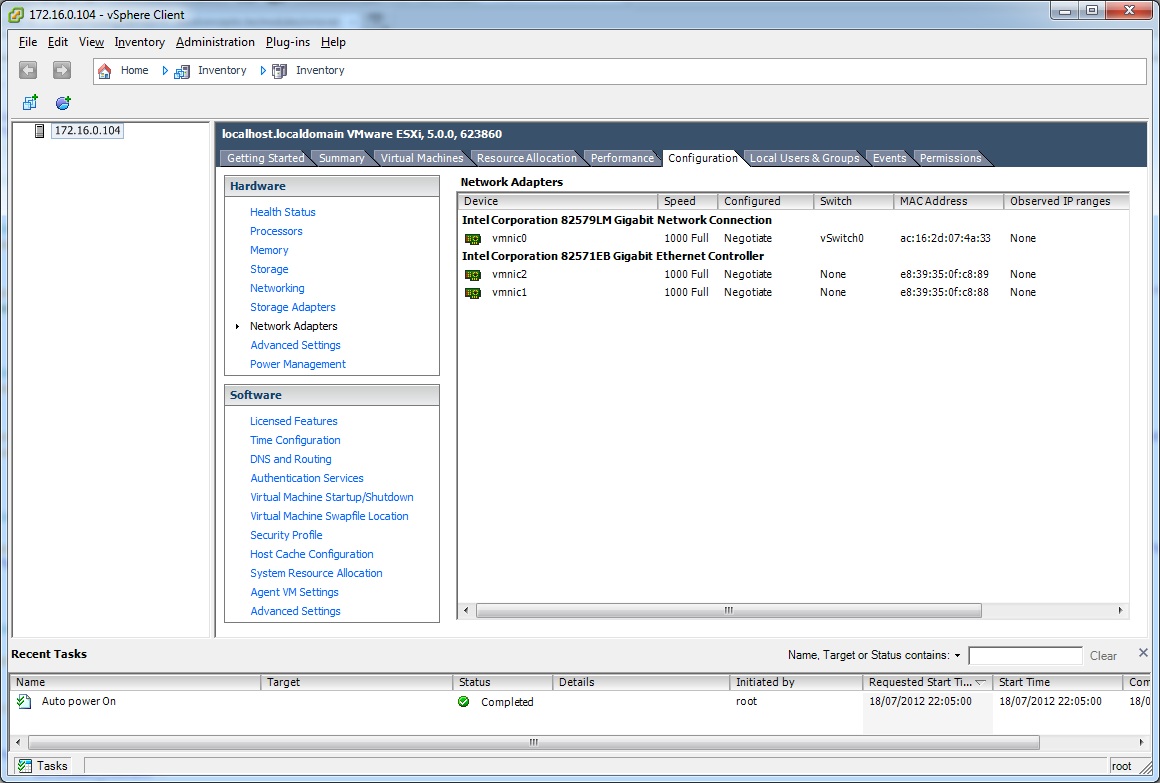 172.16.0.104 - vSphere Client
File Edit View Inventory Administration Plug-ins Help
Home Inventory Inventory
172.16.0.104
localhost.localdomain VMware ESXi, 5.0.0, 623860
Getting Started Summary Virtual Machines Resource Allocation Performance Configuration Local Users & Groups Events Permissions
Hardware
Health Status
Processors
Memory
Storage
Networking
Storage Adapters
Network Adapters
Advanced Settings
Power Management
Software
Licensed Features
Time Configuration
DNS and Routing
Authentication Services
Virtual Machine Startup/Shutdown
Virtual Machine Swapfile Location
Security Profile
Host Cache Configuration
System Resource Allocation
Agent VM Settings
Advanced Settings
Network Adapters
Device Speed Configured Switch MAC Address Observed IP ranges
Intel Corporation 82579LM Gigabit Network Connection
vmnic0 1000 Full Negotiate vSwitch0 ac:16:2d:07:4a:33 None
Intel Corporation 82571EB Gigabit Ethernet Controller
vmnic2 1000 Full Negotiate None e8:39:35:0f:c8:89 None
vmnic1 1000 Full Negotiate None e8:39:35:0f:c8:88 None
Recent Tasks
Name, Target or Status contains: Clear
Name Target Status Details Initiated by Requested Start Ti... Start Time Com
Auto power On Completed root 18/07/2012 22:05:00 18/07/2012 22:05:00 18/0
Tasks root